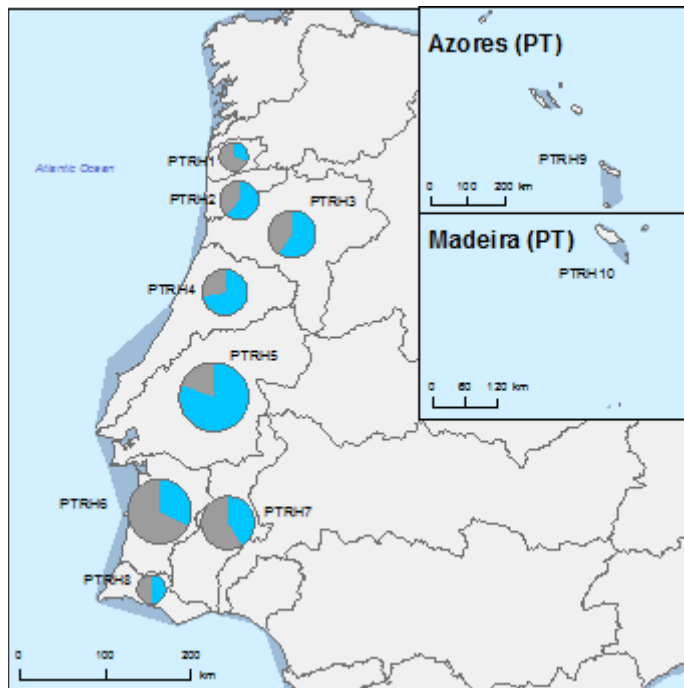 Azores (PT)
PTRH9
0 100 200
km
Madeira (PT)
PTRH10
0 60 120
km
Atlantic Ocean
PTRH1
PTRH2
PTRH3
PTRH4
PTRH5
PTRH6
PTRH7
PTRH8
0 100 200
km